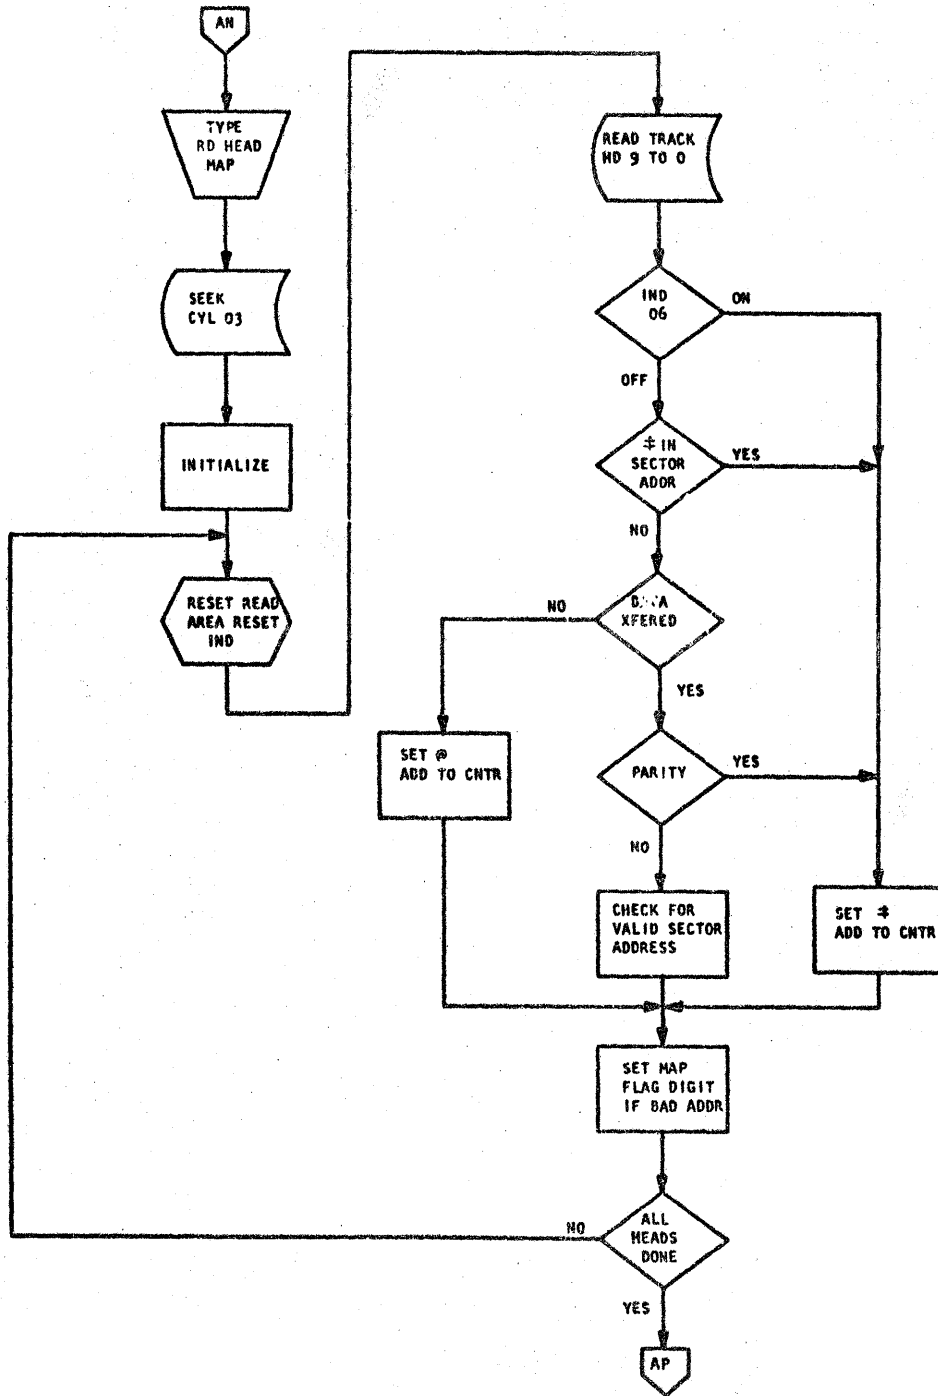 AN
TYPE
RD HEAD
MAP
SEEK
CYL 03
INITIALIZE
RESET READ
AREA RESET
IND
READ TRACK
HD 9 TO 0
IND
06
ON
OFF
‡ IN
SECTOR
ADDR
YES
NO
XFERED
NO
YES
SET @
ADD TO CNTR
PARITY
YES
NO
CHECK FOR
VALID SECTOR
ADDRESS
SET ‡
ADD TO CNTR
SET MAP
FLAG DIGIT
IF BAD ADDR
ALL
HEADS
DONE
NO
YES
AP